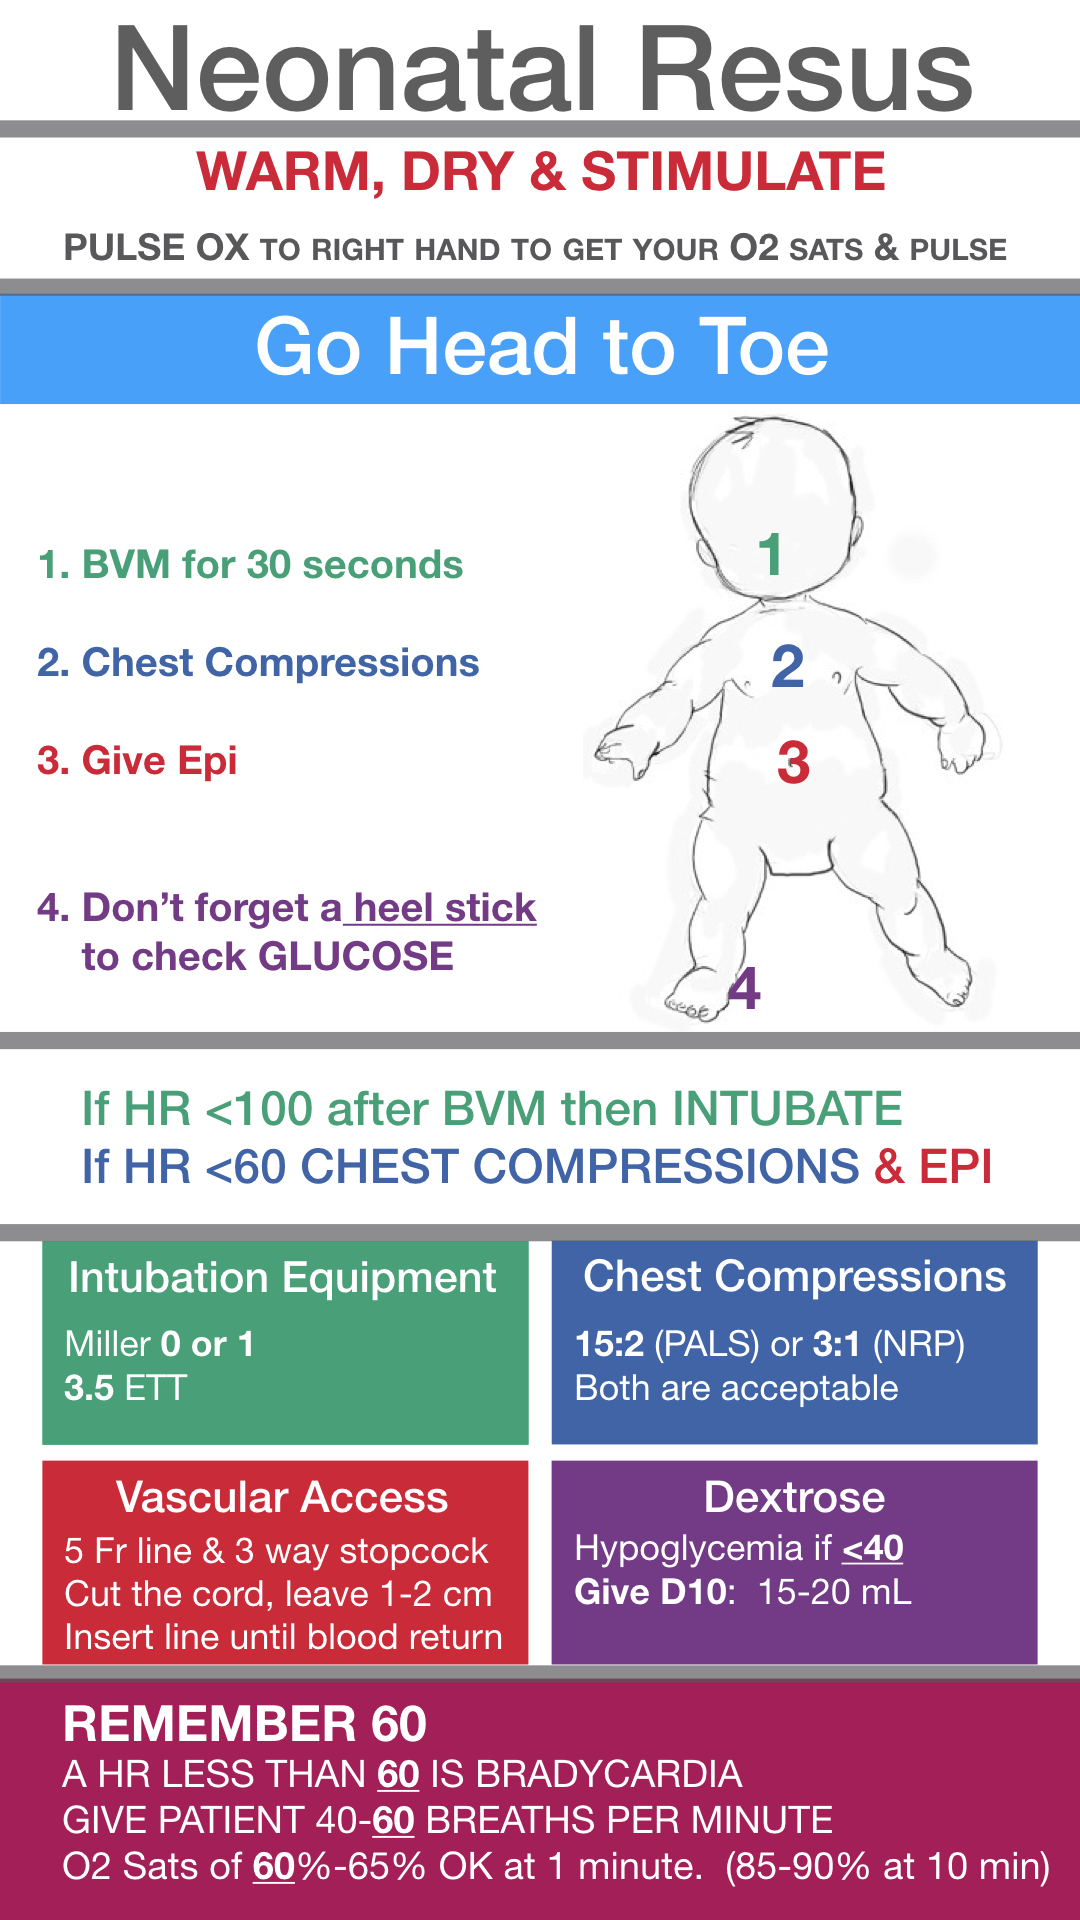 Neonatal Resus
WARM, DRY & STIMULATE
PULSE OX TO RIGHT HAND TO GET YOUR O2 SATS & PULSE
Go Head to Toe
1. BVM for 30 seconds
2. Chest Compressions
3. Give Epi
4. Don’t forget a heel stick
to check GLUCOSE
1
2
3
4
If HR <100 after BVM then INTUBATE
If HR <60 CHEST COMPRESSIONS & EPI
Intubation Equipment
Miller 0 or 1
3.5 ETT
Chest Compressions
15:2 (PALS) or 3:1 (NRP)
Both are acceptable
Vascular Access
5 Fr line & 3 way stopcock
Cut the cord, leave 1-2 cm
Insert line until blood return
Dextrose
Hypoglycemia if <40
Give D10: 15-20 mL
REMEMBER 60
A HR LESS THAN 60 IS BRADYCARDIA
GIVE PATIENT 40-60 BREATHS PER MINUTE
O2 Sats of 60%-65% OK at 1 minute. (85-90% at 10 min)